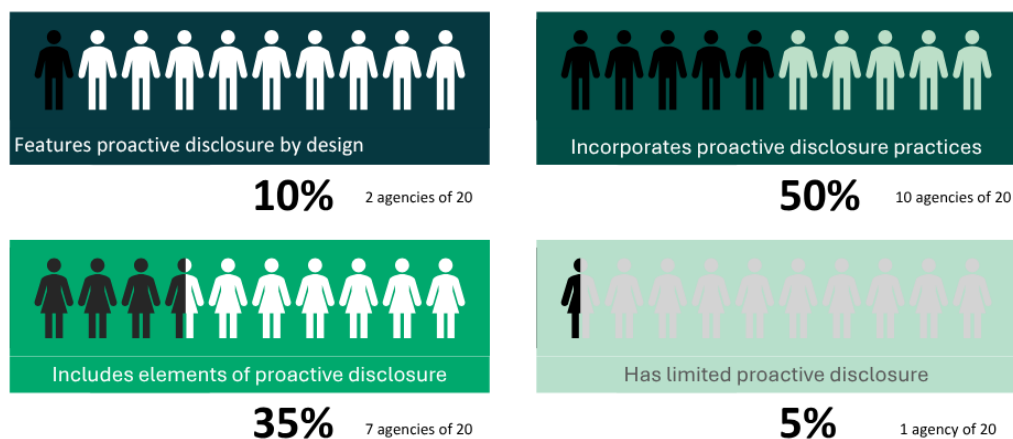 Features proactive disclosure by design
10% 2 agencies of 20
Incorporates proactive disclosure practices
50% 10 agencies of 20
Includes elements of proactive disclosure
35% 7 agencies of 20
Has limited proactive disclosure
5% 1 agency of 20